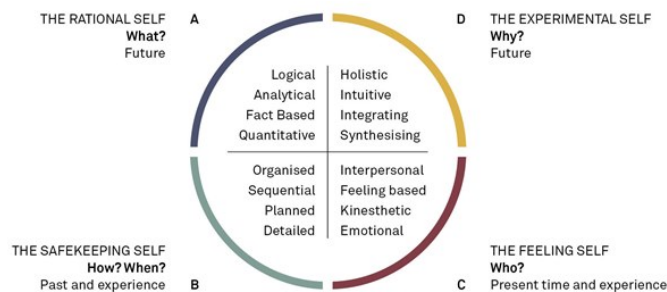 THE RATIONAL SELF
What?
Future
A
D
THE EXPERIMENTAL SELF
Why?
Future
Logical
Analytical
Fact Based
Quantitative
Holistic
Intuitive
Integrating
Synthesising
Organised
Sequential
Planned
Detailed
Interpersonal
Feeling based
Kinesthetic
Emotional
THE SAFEKEEPING SELF
How? When?
Past and experience
B
C
THE FEELING SELF
Who?
Present time and experience